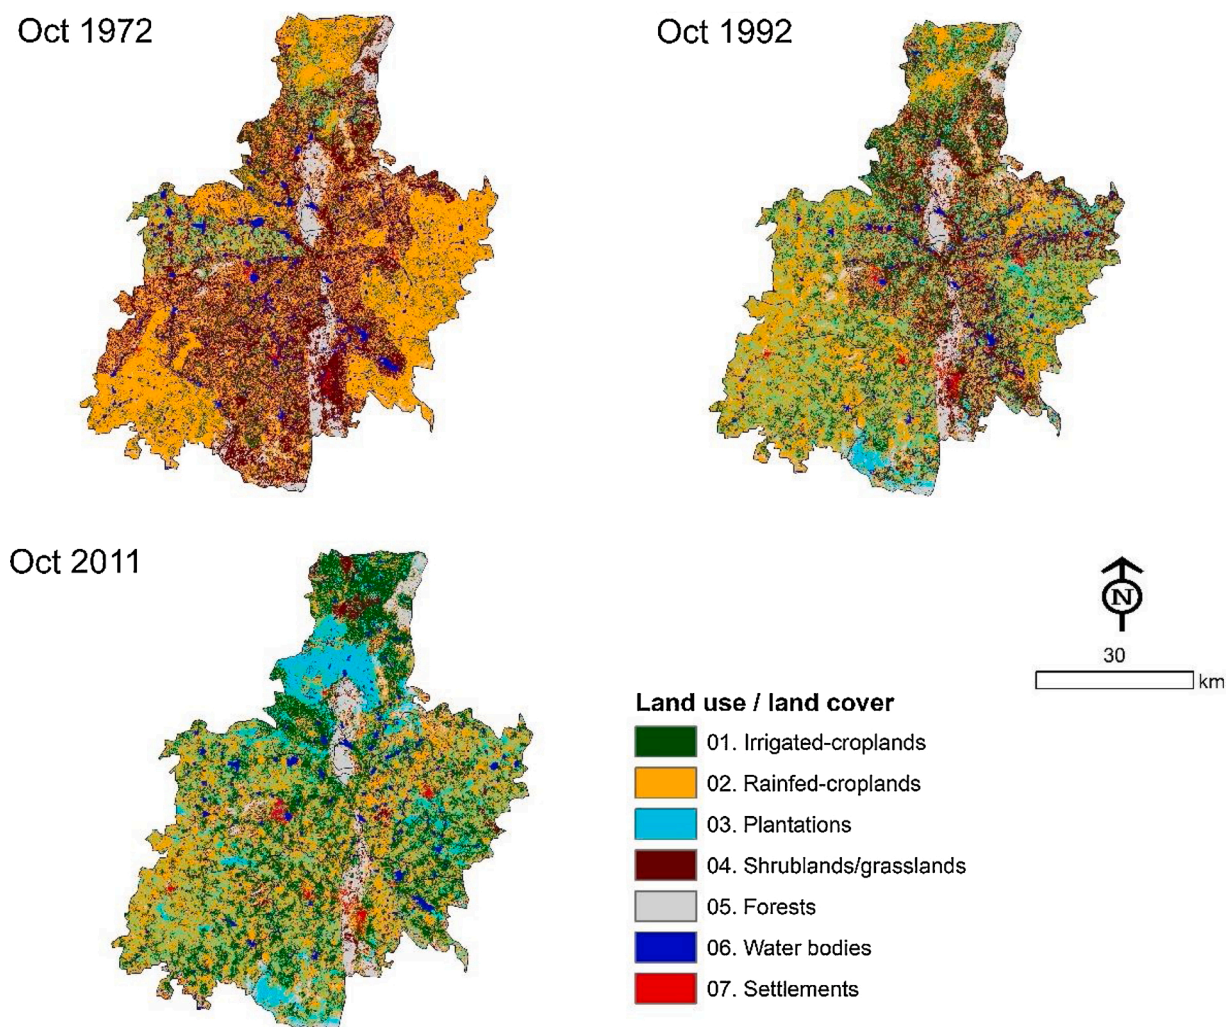 Oct 1972
Oct 1992
Oct 2011
N
30
km
Land use / land cover
01. Irrigated-croplands
02. Rainfed-croplands
03. Plantations
04. Shrublands/grasslands
05. Forests
06. Water bodies
07. Settlements